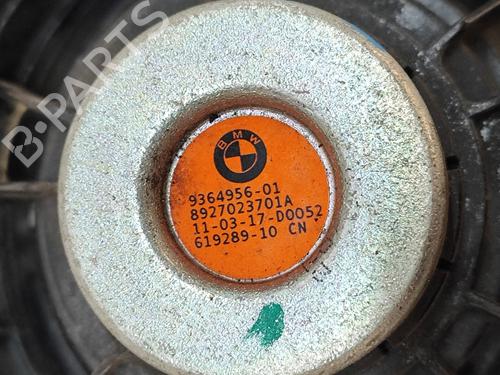 B-PARTS
BMW
9364956-01
8927023701A
11-03-17-D0052
619289-10 CN